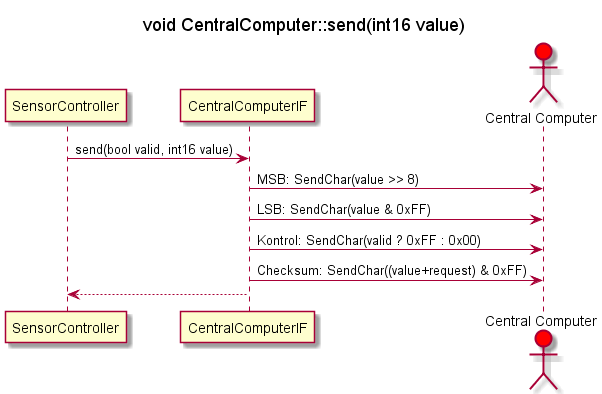 void CentralComputer::send(int16 value)
SensorController
CentralComputerIF
Central Computer
send(bool valid, int16 value)
MSB: SendChar(value >> 8)
LSB: SendChar(value & 0xFF)
Kontrol: SendChar(valid ? 0xFF : 0x00)
Checksum: SendChar((value+request) & 0xFF)
SensorController
CentralComputerIF
Central Computer